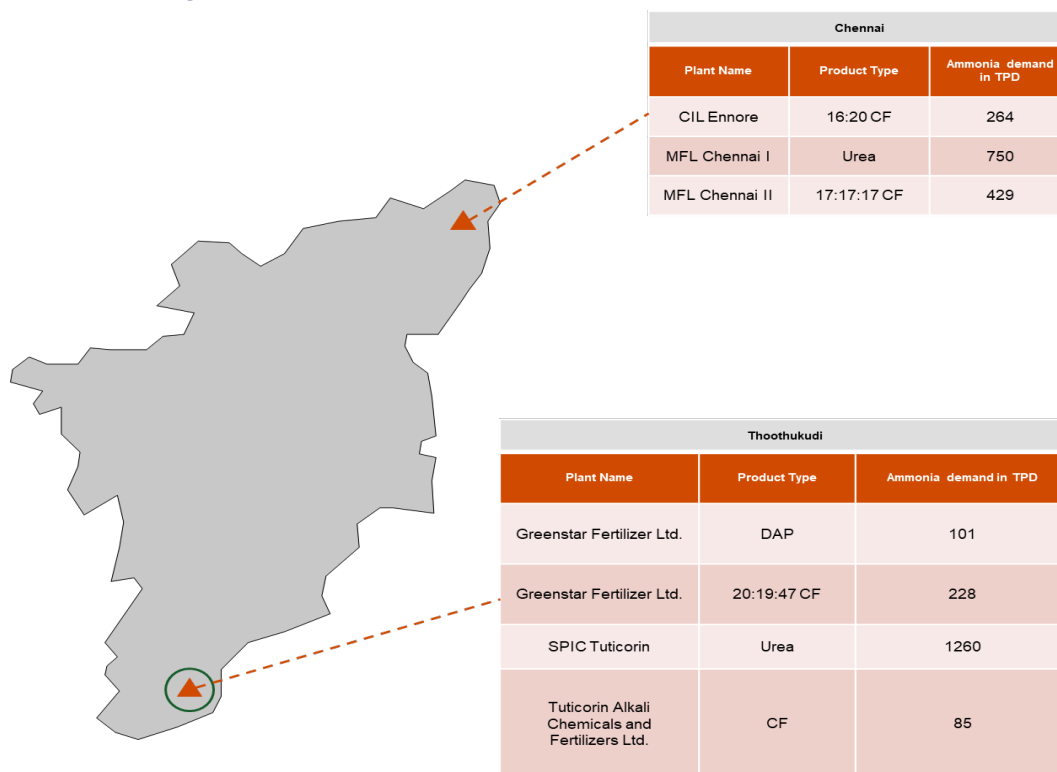 Chennai
Plant Name Product Type Ammonia demand
in TPD
CIL Ennore 16:20 CF 264
MFL Chennai I Urea 750
MFL Chennai II 17:17:17 CF 429
Thoothukudi
Plant Name Product Type Ammonia demand in TPD
Greenstar Fertilizer Ltd. DAP 101
Greenstar Fertilizer Ltd. 20:19:47 CF 228
SPIC Tuticorin Urea 1260
Tuticorin Alkali
Chemicals and
Fertilizers Ltd. CF 85